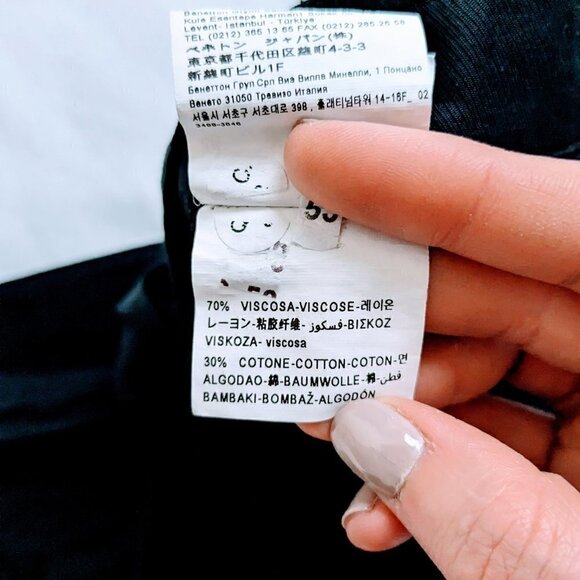 Kule Esentepe Harment
Levent- Istanbul - Türkiye
TEL (0212) 365 13 65 FAX (0212) 285 25 58
ベネトン ジャパン(株)
東京都千代田区麹町4-3-3
新麹町ビル1F
Бенеттон Груп Срл Виа Вилла Минелли, 1 Понцано
Венето 31050 Тревизо Италия
서울시 서초구 서초대로 398, 플래티넘타워 14-16F_ 02
3488-3646
53
70% VISCOSA-VISCOSE-레이온
レーヨン-粘胶纤维- فسكوز-ΒΙΣΚΟΖ
VISKOZA- viscosa
30% COTONE-COTTON-COTON-면
ALGODAO-綿-BAUMWOLLE-棉- قطن
BAMBAKI-BOMBAŽ-ALGODÓN